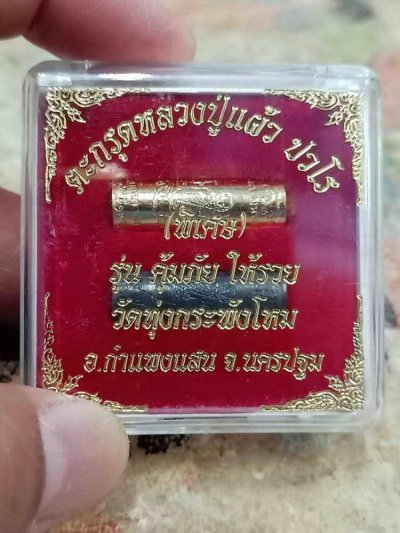 ตะกรุดหลวงปู่แผ้ว ปวโร
(พิเศษ)
รุ่น คุ้มภัย ให้รวย
วัดทุ่งกระพังโหม
อ.กำแพงแสน จ.นครปฐม